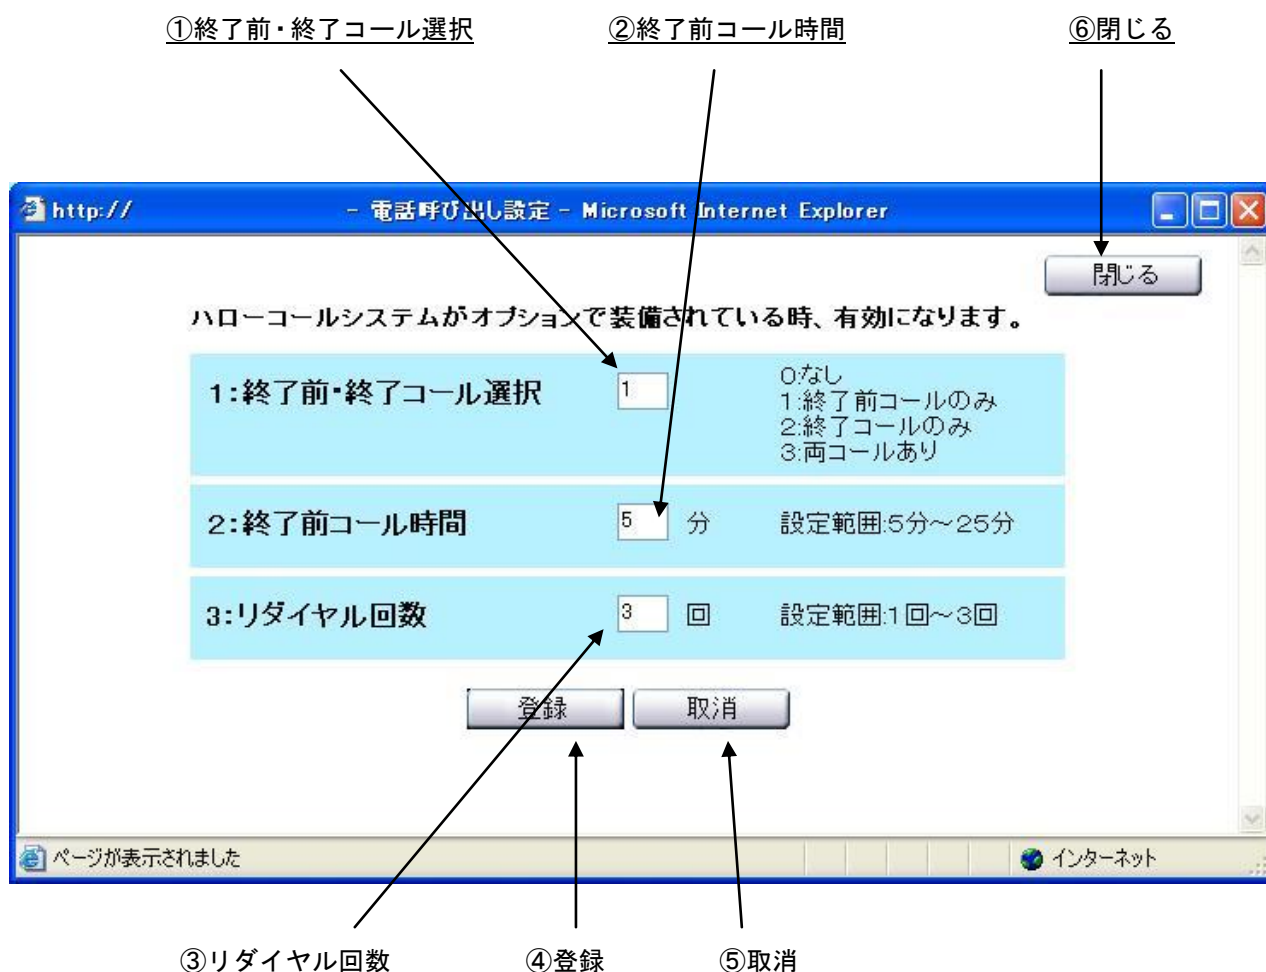 ①終了前・終了コール選択 ②終了前コール時間 ⑥閉じる
http:// - 電話呼び出し設定 - Microsoft Internet Explorer
閉じる
ハローコールシステムがオプションで装備されている時、有効になります。
1:終了前・終了コール選択 1 0:なし
1:終了前コールのみ
2:終了コールのみ
3:両コールあり
2:終了前コール時間 5 分 設定範囲:5分～25分
3:リダイヤル回数 3 回 設定範囲:1回～3回
登録 取消
ページが表示されました インターネット
③リダイヤル回数 ④登録 ⑤取消